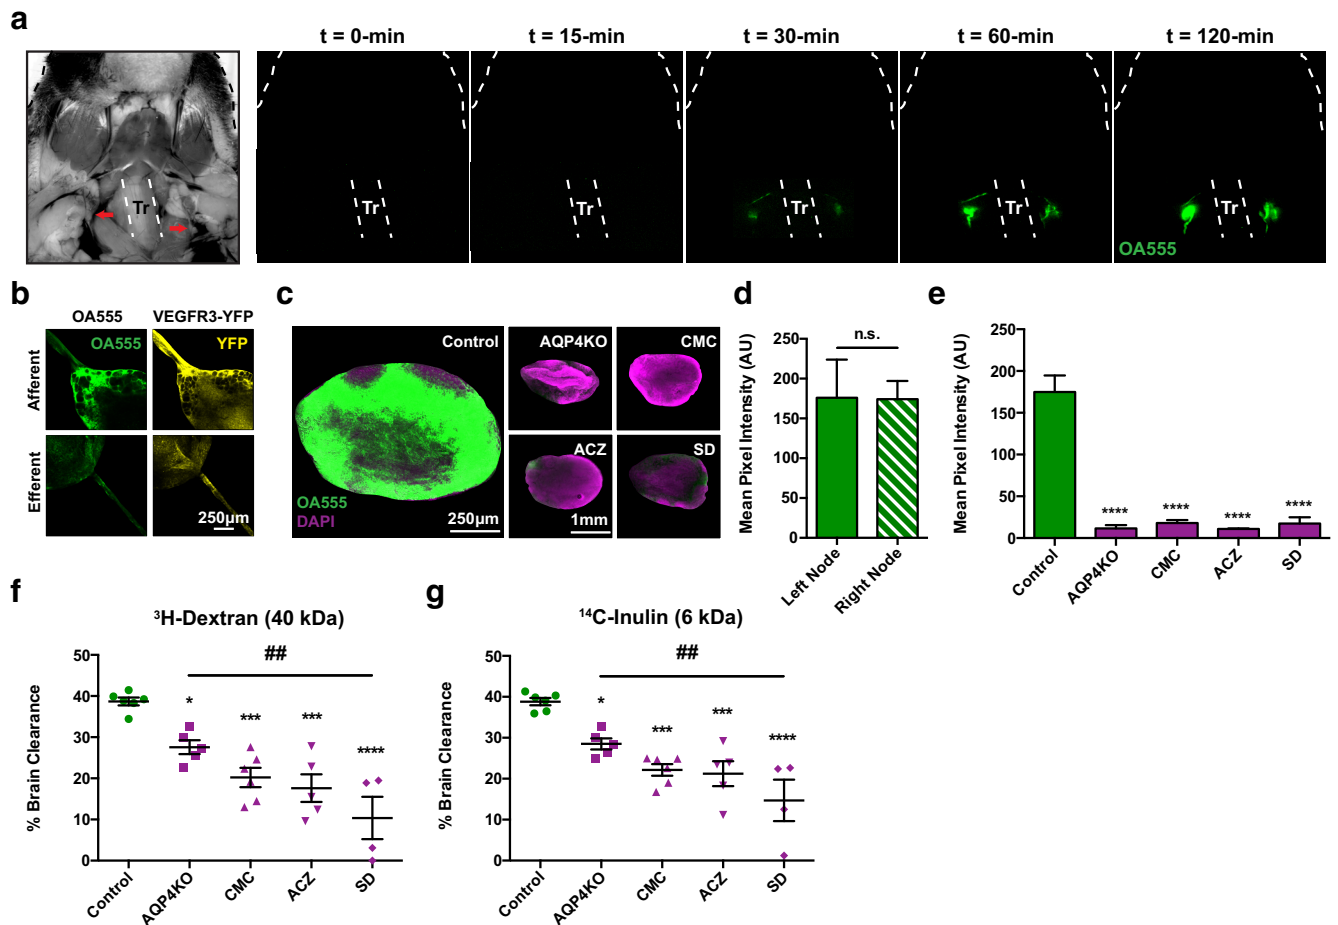 a
t = 0-min
t = 15-min
t = 30-min
t = 60-min
t = 120-min
Tr
Tr
Tr
Tr
Tr
Tr
OA555
b
OA555
VEGFR3-YFP
Afferent
OA555
YFP
Efferent
250µm
c
Control
OA555
DAPI
250µm
AQP4KO
CMC
ACZ
SD
1mm
d
Mean Pixel Intensity (AU)
250
200
150
100
50
0
n.s.
Left Node
Right Node
e
Mean Pixel Intensity (AU)
250
200
150
100
50
0
****
****
****
****
Control
AQP4KO
CMC
ACZ
SD
f
³H-Dextran (40 kDa)
##
% Brain Clearance
50
40
30
20
10
0
*
***
***
****
Control
AQP4KO
CMC
ACZ
SD
g
¹⁴C-Inulin (6 kDa)
##
% Brain Clearance
50
40
30
20
10
0
*
***
***
****
Control
AQP4KO
CMC
ACZ
SD